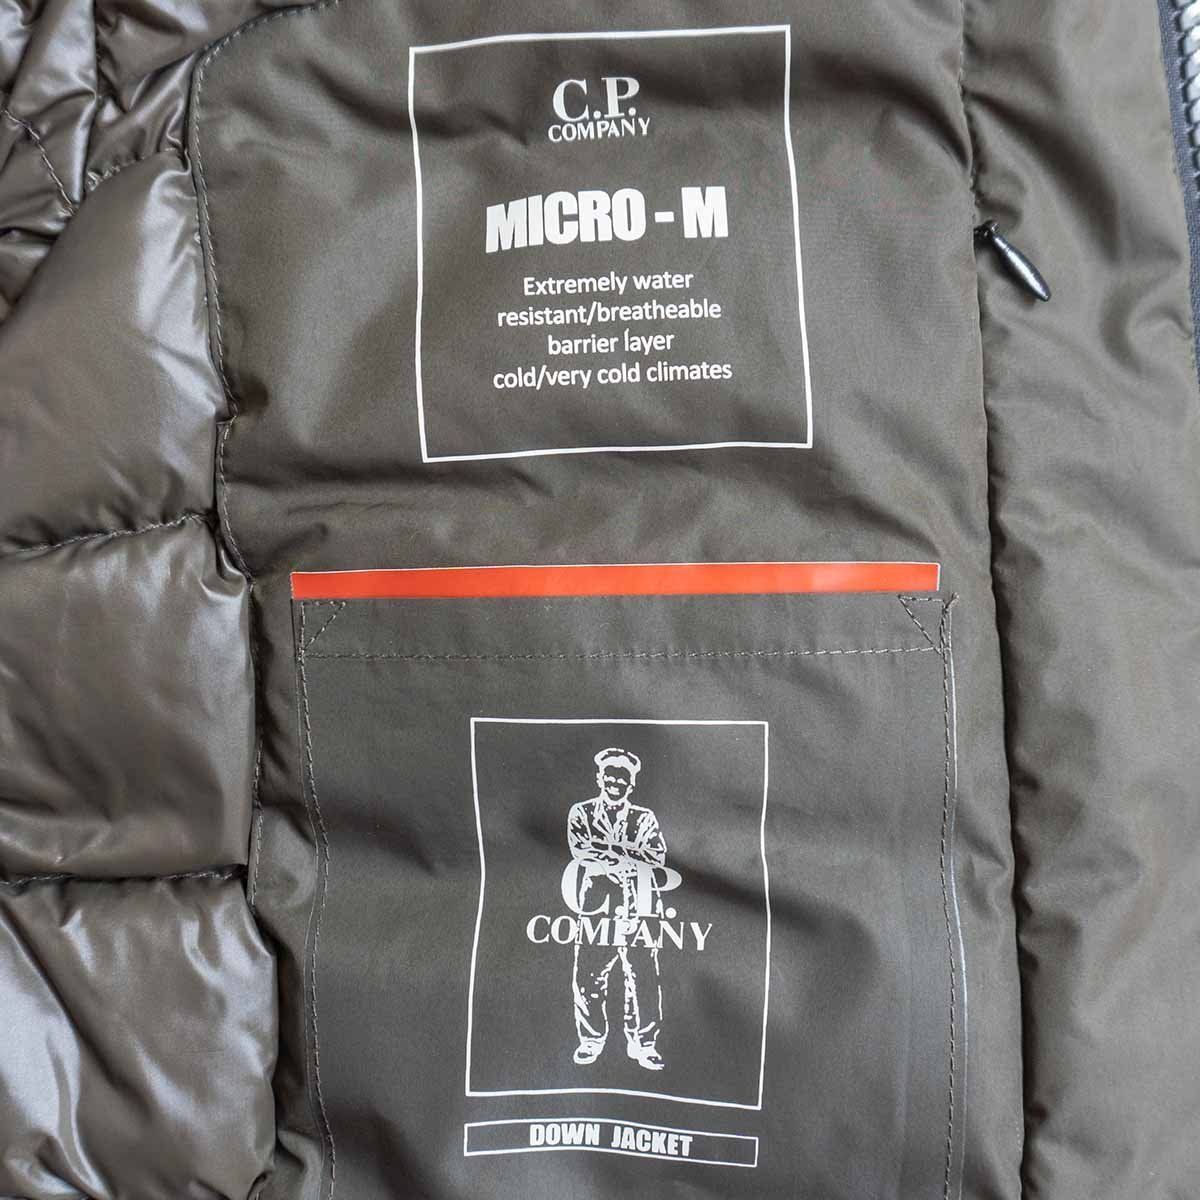 C.P.
COMPANY
MICRO - M
Extremely water
resistant/breatheable
barrier layer
cold/very cold climates
C.P.
COMPANY
DOWN JACKET